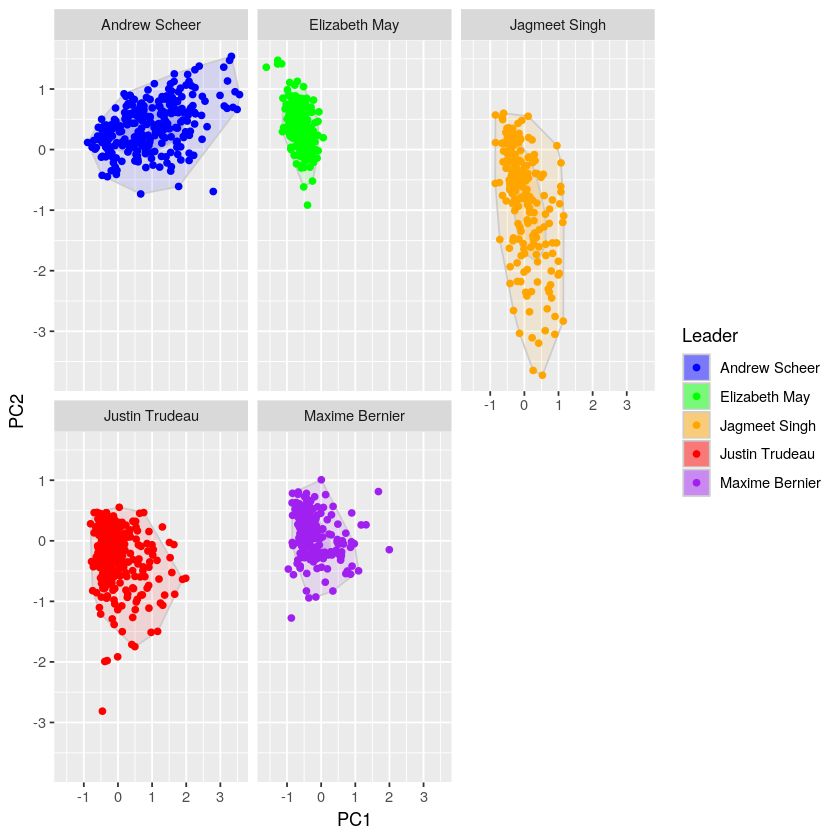 Andrew Scheer
Elizabeth May
Jagmeet Singh
1
0
-1
-2
-3
-1 0 1 2 3
Justin Trudeau
Maxime Bernier
1
0
-1
-2
-3
-1 0 1 2 3
-1 0 1 2 3
PC1
PC2
Leader
Andrew Scheer
Elizabeth May
Jagmeet Singh
Justin Trudeau
Maxime Bernier